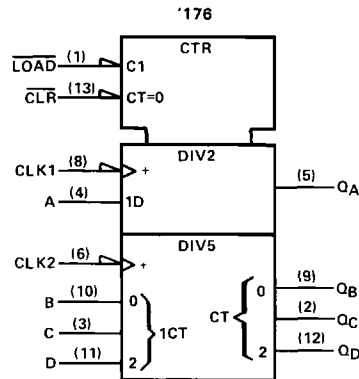 '176
CTR
LOAD (1) C1
CLR (13) CT=0
DIV2
CLK1 (8) +
(5) QA
A (4) 1D
DIV5
CLK2 (6) +
B (10) 0
0 (9) QB
C (3) 1CT
CT (2) QC
D (11) 2
2 (12) QD